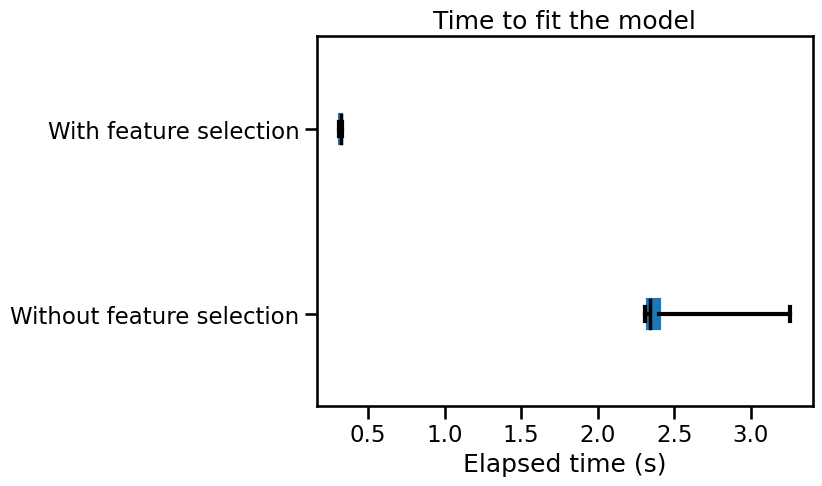 Time to fit the model
With feature selection
Without feature selection
0.5 1.0 1.5 2.0 2.5 3.0
Elapsed time (s)